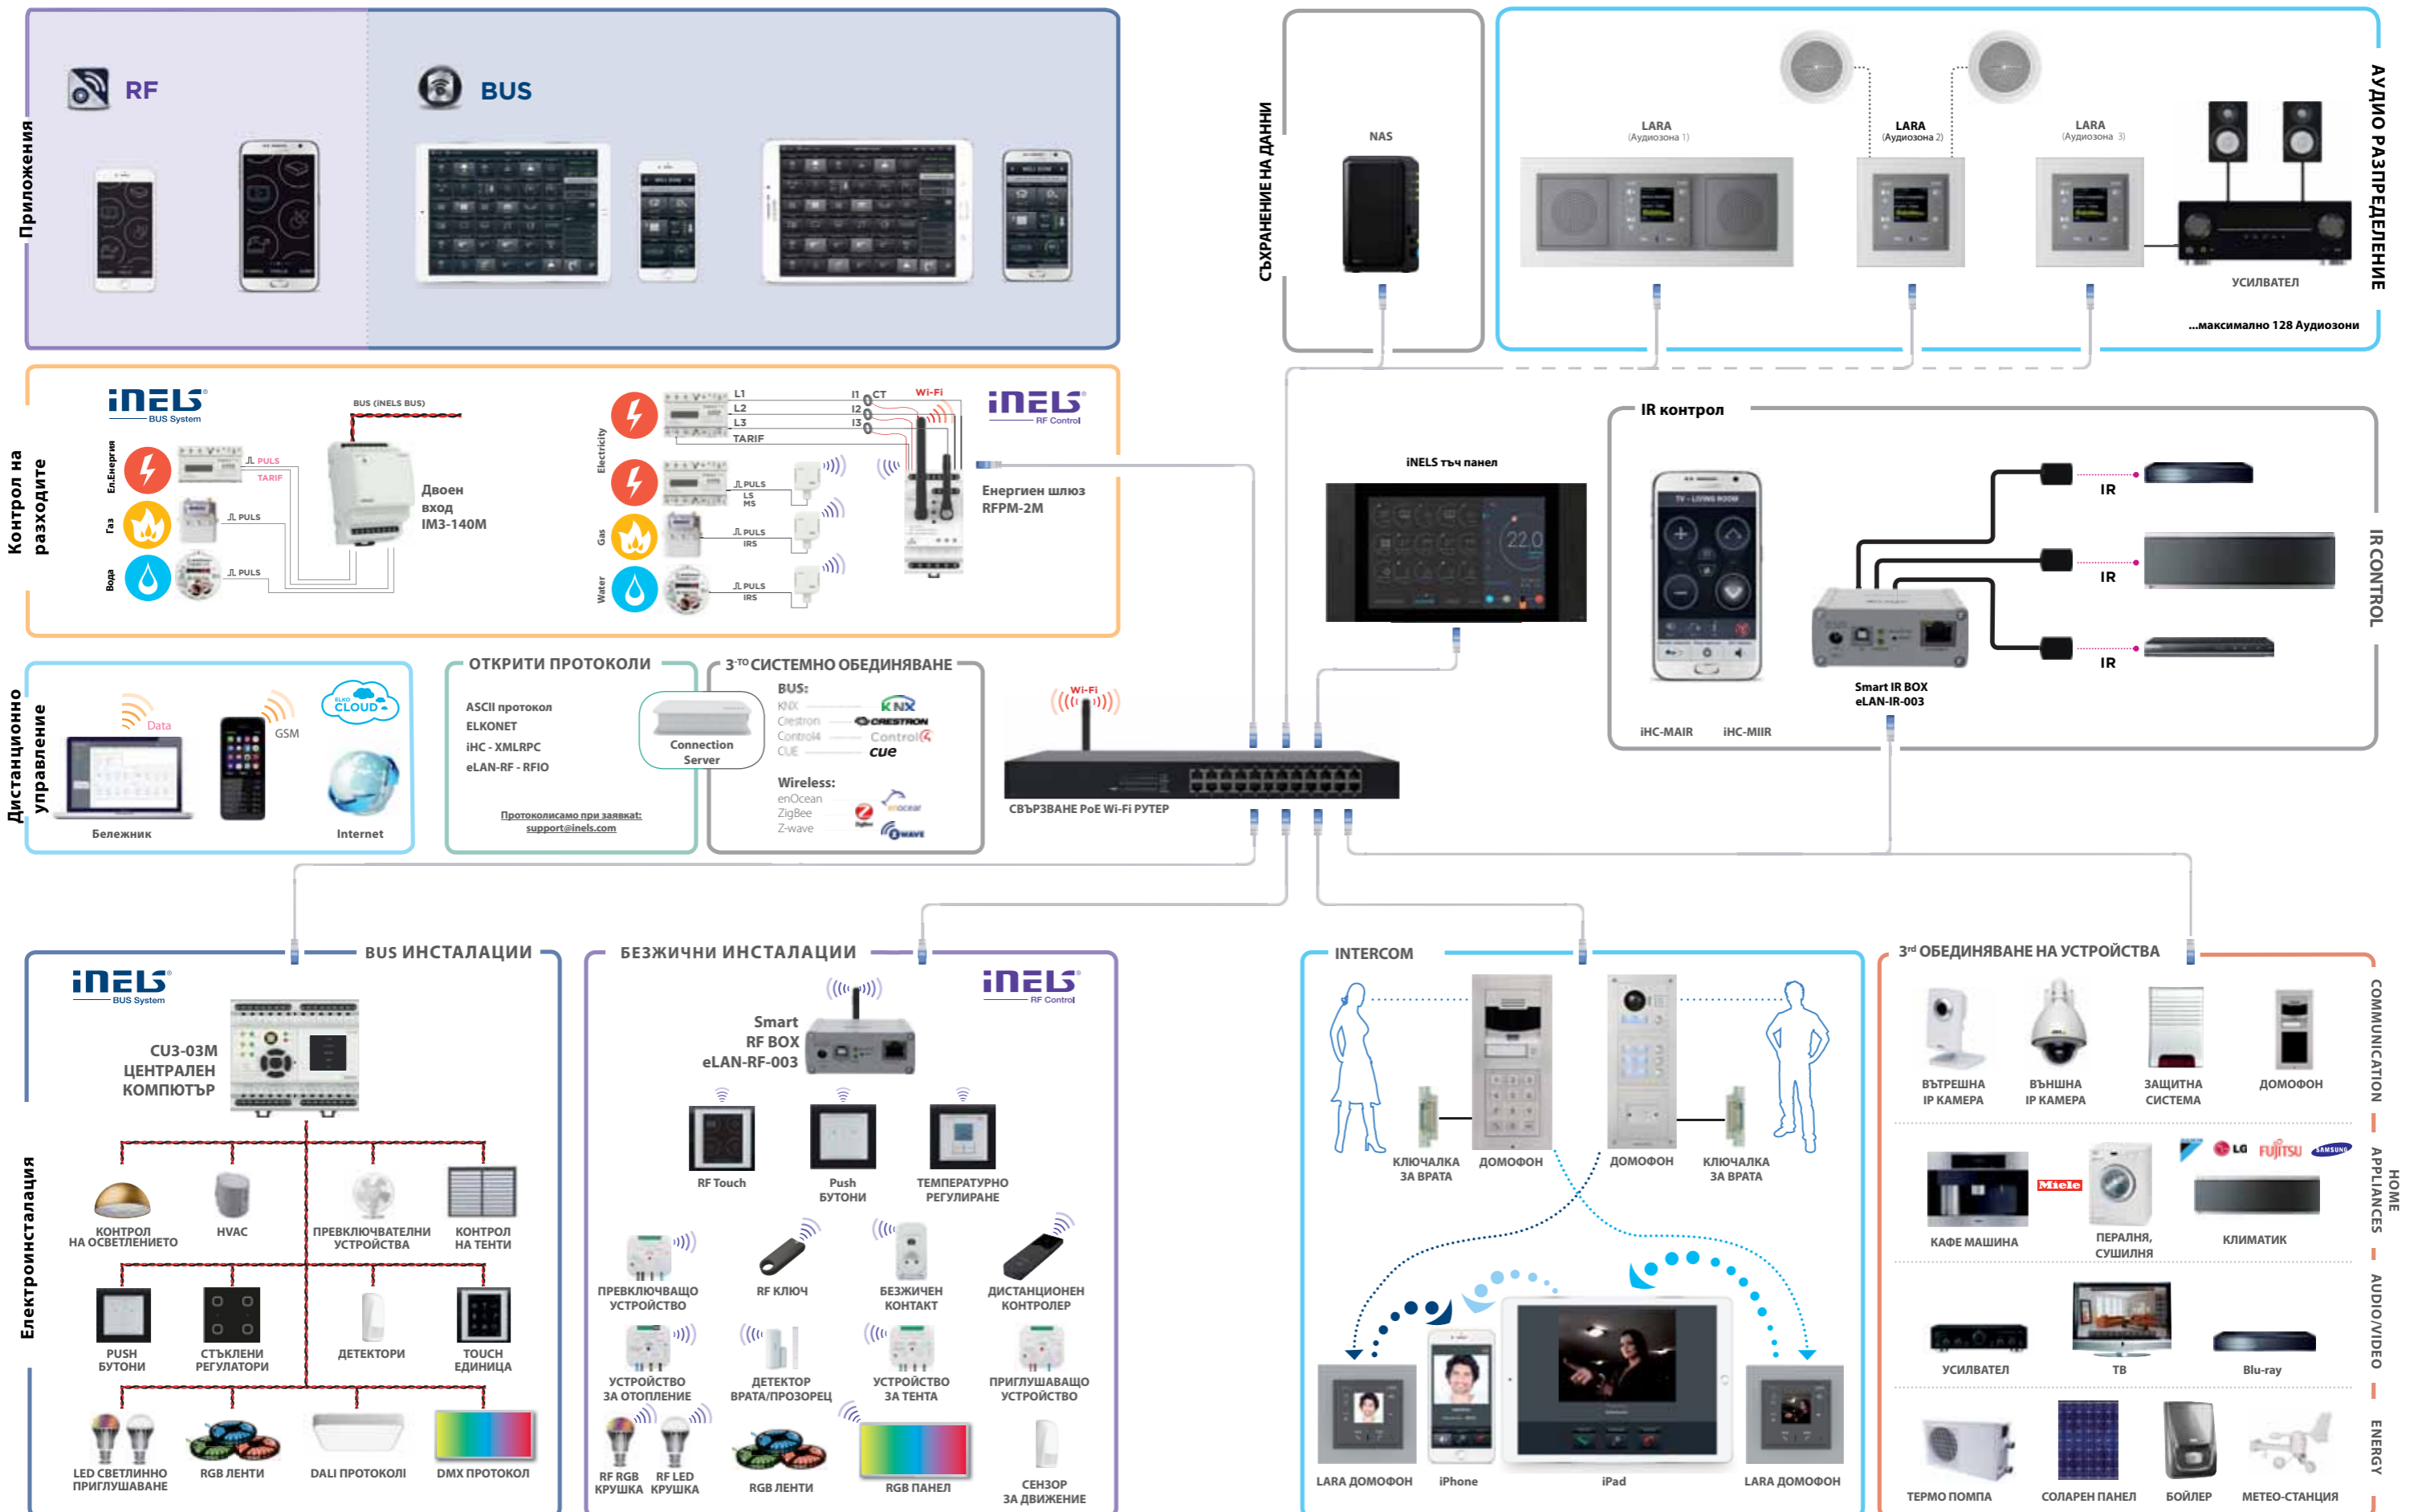 Приложения
RF
BUS
СЪХРАНЕНИЕ НА ДАННИ
NAS
АУДИО РАЗПРЕДЕЛЕНИЕ
LARA
(Аудиозона 1)
LARA
(Аудиозона 2)
LARA
(Аудиозона 3)
УСИЛВАТЕЛ
...максимално 128 Аудиозони
Контрол на
разходите
iNELS®
BUS System
BUS (iNELS BUS)
Ел.Енергия
PULS
TARIF
Газ
PULS
Вода
PULS
Двоен
вход
IM3-140M
Electricity
L1
L2
L3
TARIF
I1
I2
I3
CT
Wi-Fi
PULS
LS
MS
Gas
PULS
IRS
Water
PULS
IRS
iNELS®
RF Control
Енергиен шлюз
RFPM-2M
iNELS тъч панел
22.0
IR контрол
TV - LIVING ROOM
IR
IR
IR
IR CONTROL
Smart IR BOX
eLAN-IR-003
iHC-MAIR
iHC-MIIR
Дистанционно
управление
Data
GSM
ELKO
CLOUD
Бележник
Internet
ОТКРИТИ ПРОТОКОЛИ
ASCII протокол
ELKONET
iHC - XMLRPC
eLAN-RF - RFIO
Протоколисамо при заявкат:
support@inels.com
Connection
Server
3-ТО СИСТЕМНО ОБЕДИНЯВАНЕ
BUS:
KNX
KNX
Crestron
CRESTRON
Control4
Control4
CUE
cue
Wireless:
enOcean
enocean
ZigBee
ZigBee
Z-wave
Z WAVE
Wi-Fi
СВЪРЗВАНЕ PoE Wi-Fi РУТЕР
Електроинсталация
BUS ИНСТАЛАЦИИ
iNELS®
BUS System
CU3-03M
ЦЕНТРАЛЕН
КОМПЮТЪР
КОНТРОЛ
НА ОСВЕТЛЕНИЕТО
HVAC
ПРЕВКЛЮЧВАТЕЛНИ
УСТРОЙСТВА
КОНТРОЛ
НА ТЕНТИ
PUSH
БУТОНИ
СТЪКЛЕНИ
РЕГУЛАТОРИ
ДЕТЕКТОРИ
TOUCH
ЕДИНИЦА
LED СВЕТЛИННО
ПРИГЛУШАВАНЕ
RGB ЛЕНТИ
DALI ПРОТОКОЛI
DMX ПРОТОКОЛ
БЕЗЖИЧНИ ИНСТАЛАЦИИ
iNELS®
RF Control
Smart
RF BOX
eLAN-RF-003
RF Touch
Push
БУТОНИ
ТЕМПЕРАТУРНО
РЕГУЛИРАНЕ
ПРЕВКЛЮЧВАЩО
УСТРОЙСТВО
RF КЛЮЧ
БЕЗЖИЧЕН
КОНТАКТ
ДИСТАНЦИОНЕН
КОНТРОЛЕР
УСТРОЙСТВО
ЗА ОТОПЛЕНИЕ
ДЕТЕКТОР
ВРАТА/ПРОЗОРЕЦ
УСТРОЙСТВО
ЗА ТЕНТА
ПРИГЛУШАВАЩО
УСТРОЙСТВО
RF RGB
КРУШКА
RF LED
КРУШКА
RGB ЛЕНТИ
RGB ПАНЕЛ
СЕНЗОР
ЗА ДВИЖЕНИЕ
INTERCOM
КЛЮЧАЛКА
ЗА ВРАТА
ДОМОФОН
ДОМОФОН
КЛЮЧАЛКА
ЗА ВРАТА
LARA ДОМОФОН
iPhone
iPad
LARA ДОМОФОН
3rd ОБЕДИНЯВАНЕ НА УСТРОЙСТВА
COMMUNICATION
ВЪТРЕШНА
IP КАМЕРА
ВЪНШНА
IP КАМЕРА
ЗАЩИТНА
СИСТЕМА
ДОМОФОН
HOME
APPLIANCES
Miele
LG
FUJITSU
SAMSUNG
КАФЕ МАШИНА
ПЕРАЛНЯ,
СУШИЛНЯ
КЛИМАТИК
AUDIO/VIDEO
УСИЛВАТЕЛ
ТВ
Blu-ray
ENERGY
ТЕРМО ПОМПА
СОЛАРЕН ПАНЕЛ
БОЙЛЕР
МЕТЕО-СТАНЦИЯ